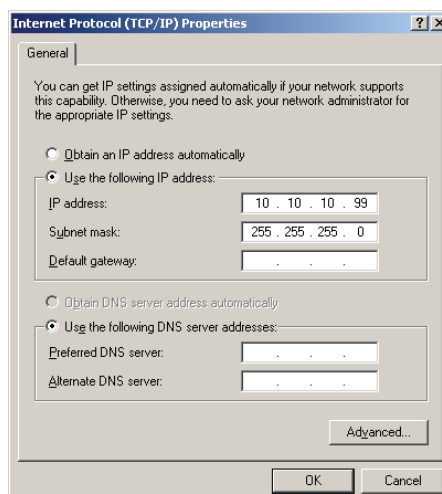 Internet Protocol (TCP/IP) Properties
General
You can get IP settings assigned automatically if your network supports
this capability. Otherwise, you need to ask your network administrator for
the appropriate IP settings.
Obtain an IP address automatically
Use the following IP address:
IP address: 10 . 10 . 10 . 99
Subnet mask: 255 . 255 . 255 . 0
Default gateway: . . .
Obtain DNS server address automatically
Use the following DNS server addresses:
Preferred DNS server: . . .
Alternate DNS server: . . .
Advanced...
OK Cancel